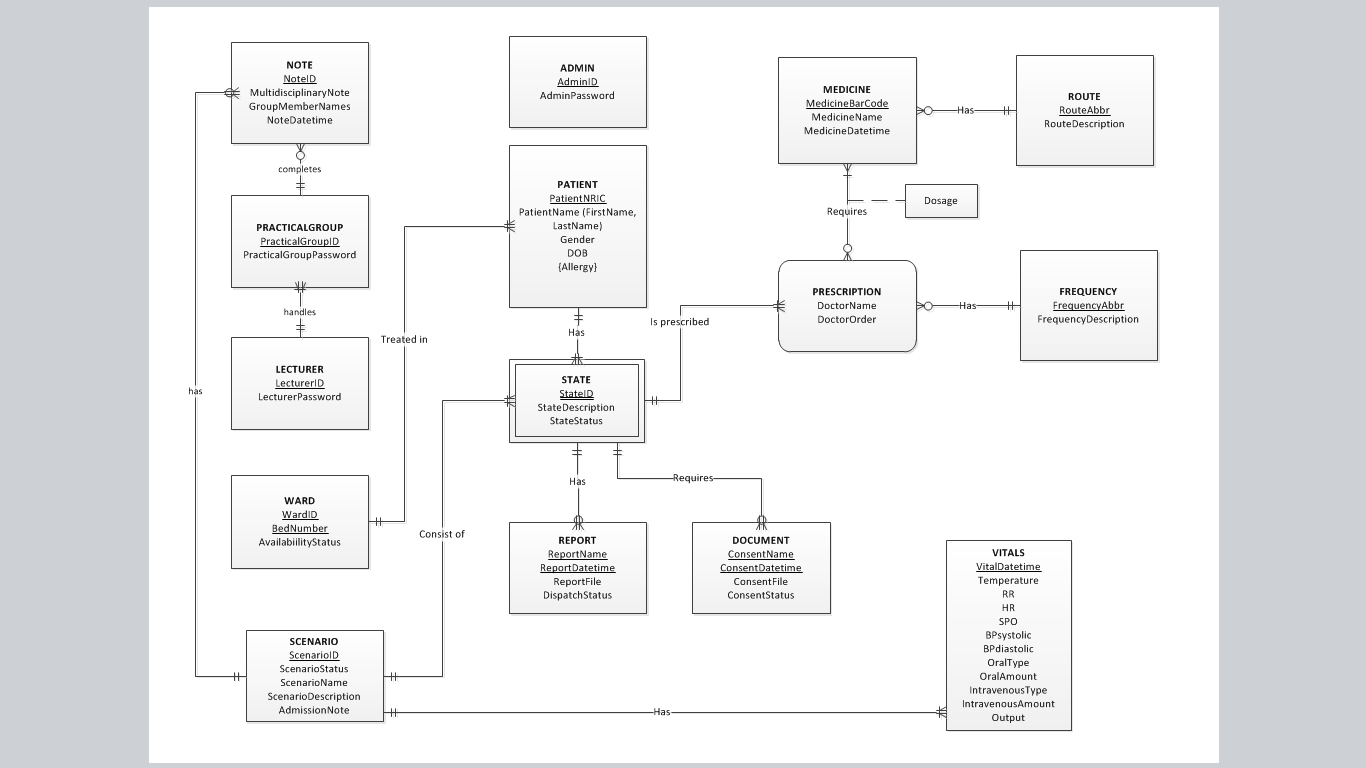 NOTE
NoteID
MultidisciplinaryNote
GroupMemberNames
NoteDatetime
ADMIN
AdminID
AdminPassword
MEDICINE
MedicineBarCode
MedicineName
MedicineDatetime
Has
ROUTE
RouteAbbr
RouteDescription
completes
PATIENT
PatientNRIC
PatientName (FirstName,
LastName)
Gender
DOB
{Allergy}
Dosage
Requires
PRACTICALGROUP
PracticalGroupID
PracticalGroupPassword
PRESCRIPTION
DoctorName
DoctorOrder
Has
FREQUENCY
FrequencyAbbr
FrequencyDescription
handles
Is prescribed
Has
Treated in
LECTURER
LecturerID
LecturerPassword
has
STATE
StateID
StateDescription
StateStatus
Has
Requires
WARD
WardID
BedNumber
AvailabiilityStatus
Consist of
REPORT
ReportName
ReportDatetime
ReportFile
DispatchStatus
DOCUMENT
ConsentName
ConsentDatetime
ConsentFile
ConsentStatus
VITALS
VitalDatetime
Temperature
RR
HR
SPO
BPsystolic
BPdiastolic
OralType
OralAmount
IntravenousType
IntravenousAmount
Output
SCENARIO
ScenarioID
ScenarioStatus
ScenarioName
ScenarioDescription
AdmissionNote
Has